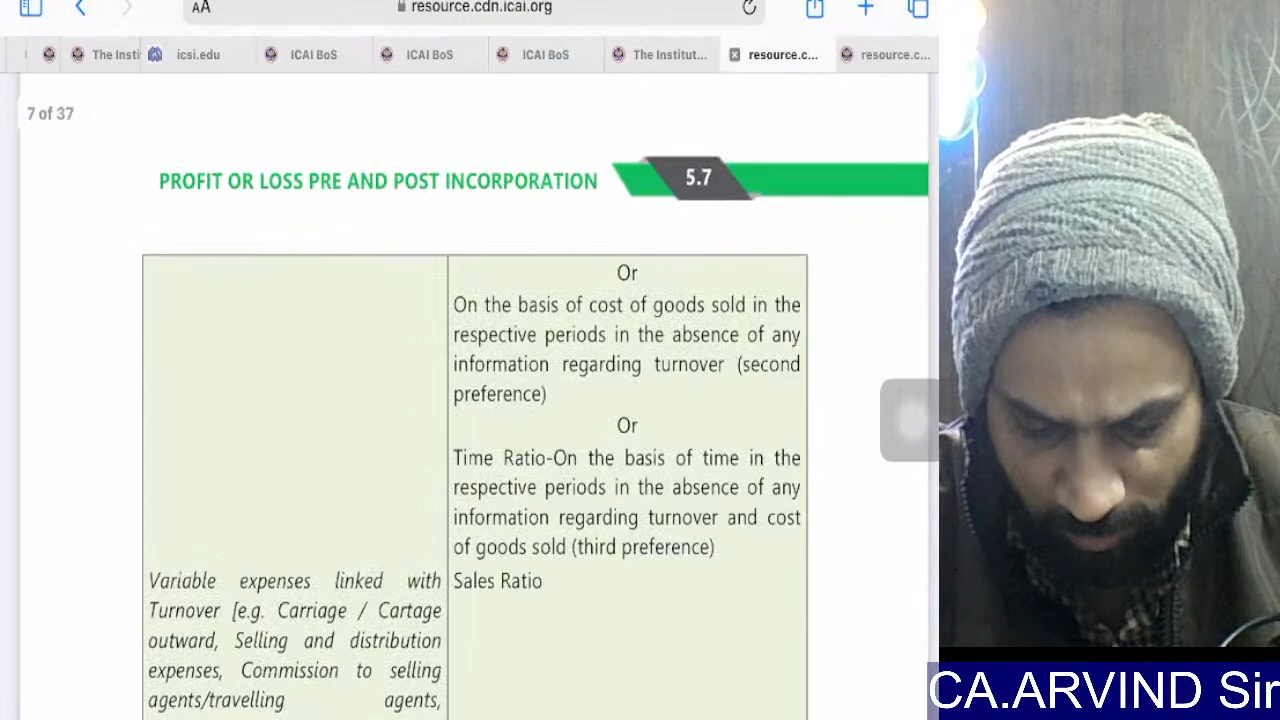 AA
resource.cdn.icai.org
The Insti
icsi.edu
ICAI BoS
ICAI BoS
ICAI BoS
The Institut...
resource.c...
resource.c...
7 of 37
PROFIT OR LOSS PRE AND POST INCORPORATION
5.7
Or
On the basis of cost of goods sold in the
respective periods in the absence of any
information regarding turnover (second
preference)
Or
Time Ratio-On the basis of time in the
respective periods in the absence of any
information regarding turnover and cost
of goods sold (third preference)
Variable expenses linked with
Turnover [e.g. Carriage / Cartage
outward, Selling and distribution
expenses, Commission to selling
agents/travelling agents,
Sales Ratio
CA.ARVIND Sir